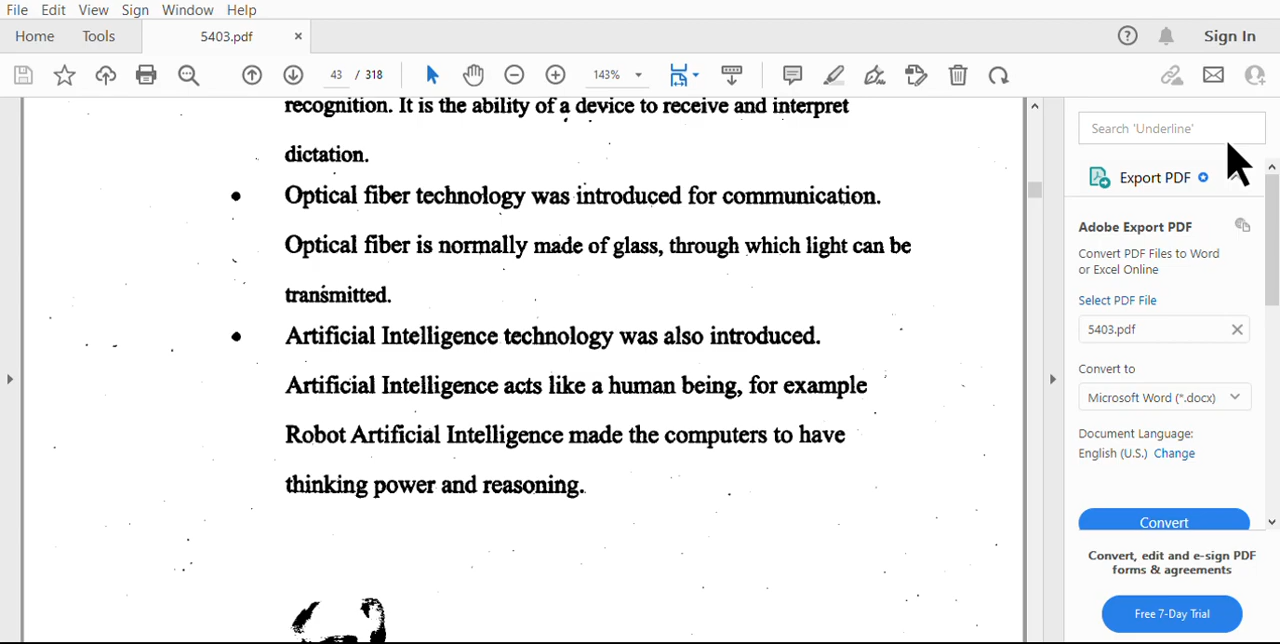 File Edit View Sign Window Help
Home Tools 5403.pdf × ? Sign In
43 / 318 143%
recognition. It is the ability of a device to receive and interpret
dictation.
• Optical fiber technology was introduced for communication.
Optical fiber is normally made of glass, through which light can be
transmitted.
• Artificial Intelligence technology was also introduced.
Artificial Intelligence acts like a human being, for example
Robot Artificial Intelligence made the computers to have
thinking power and reasoning.
Search 'Underline'
Export PDF
Adobe Export PDF
Convert PDF Files to Word
or Excel Online
Select PDF File
5403.pdf
Convert to
Microsoft Word (*.docx)
Document Language:
English (U.S.) Change
Convert
Convert, edit and e-sign PDF
forms & agreements
Free 7-Day Trial